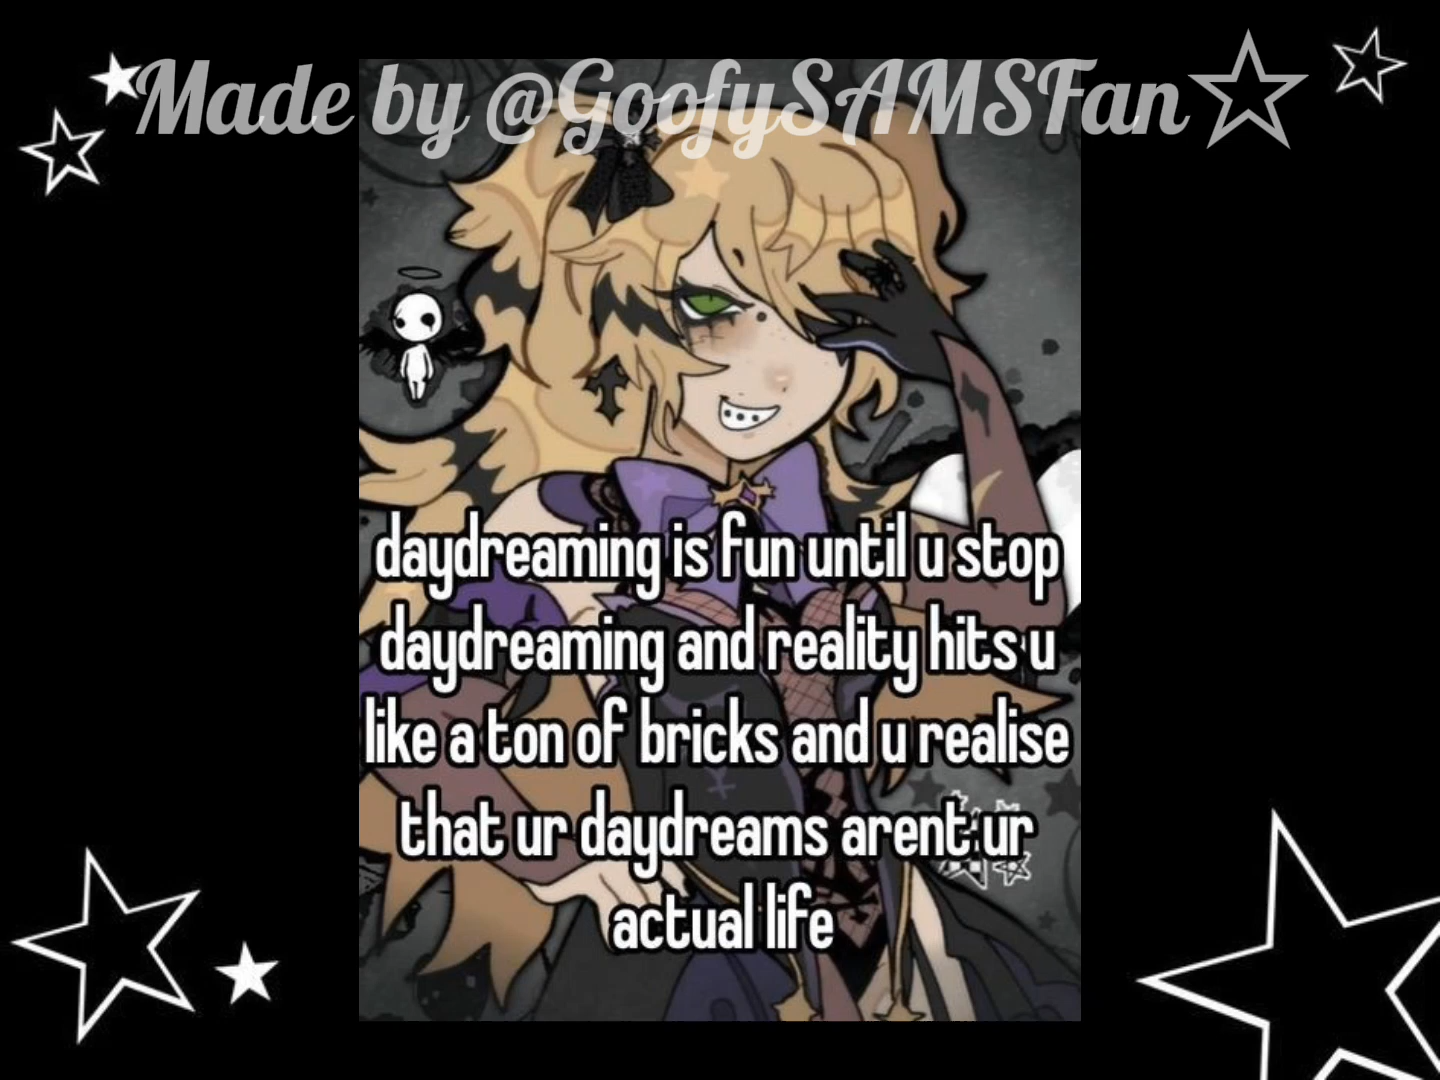 Made by @GoofySAMSFan
daydreaming is fun until u stop
daydreaming and reality hits u
like a ton of bricks and u realise
that ur daydreams arent ur
actual life